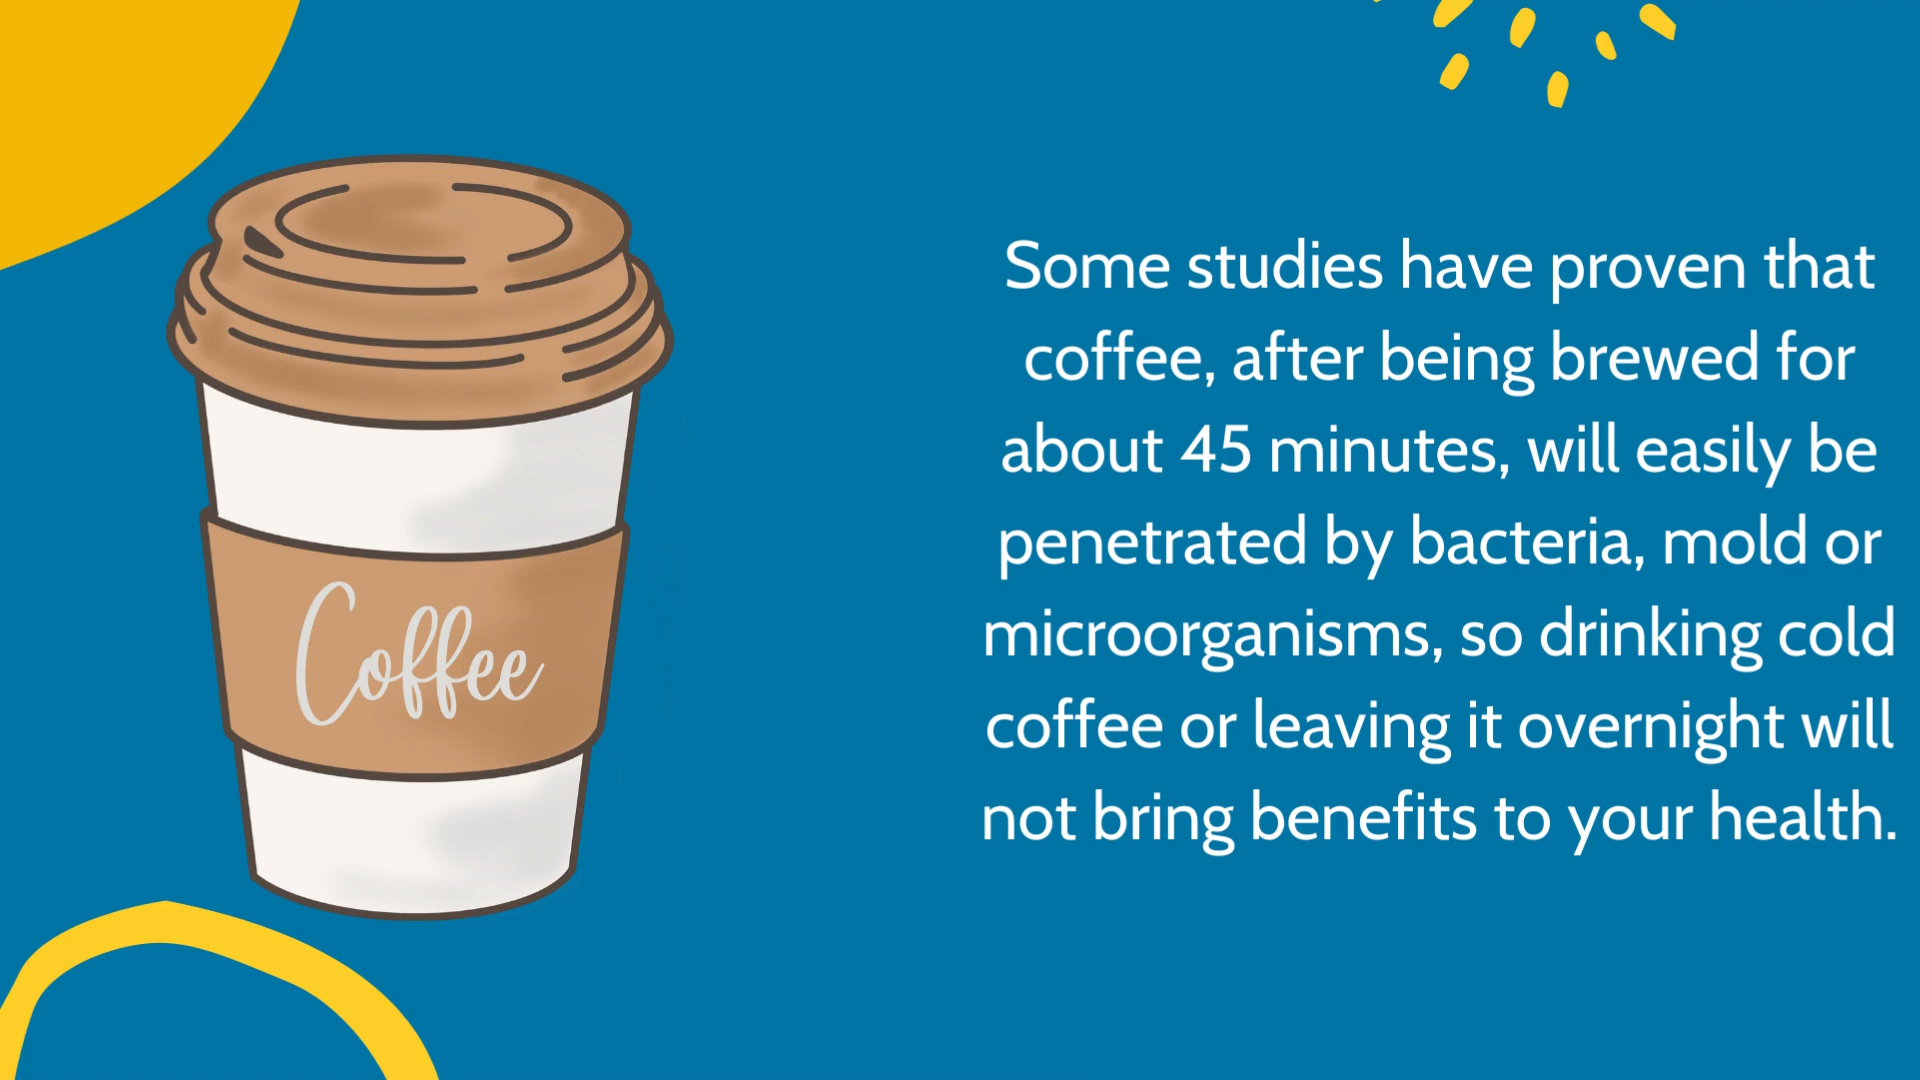 Coffee
Some studies have proven that
coffee, after being brewed for
about 45 minutes, will easily be
penetrated by bacteria, mold or
microorganisms, so drinking cold
coffee or leaving it overnight will
not bring benefits to your health.